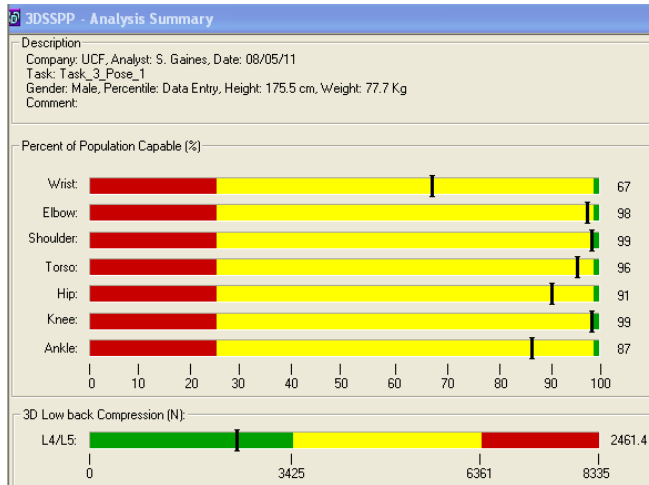 3DSSPP - Analysis Summary
Description
Company: UCF, Analyst: S. Gaines, Date: 08/05/11
Task: Task_3_Pose_1
Gender: Male, Percentile: Data Entry, Height: 175.5 cm, Weight: 77.7 Kg
Comment:
Percent of Population Capable (%)
Wrist: 67
Elbow: 98
Shoulder: 99
Torso: 96
Hip: 91
Knee: 99
Ankle: 87
0 10 20 30 40 50 60 70 80 90 100
3D Low back Compression (N):
L4/L5: 2461.4
0 3425 6361 8335